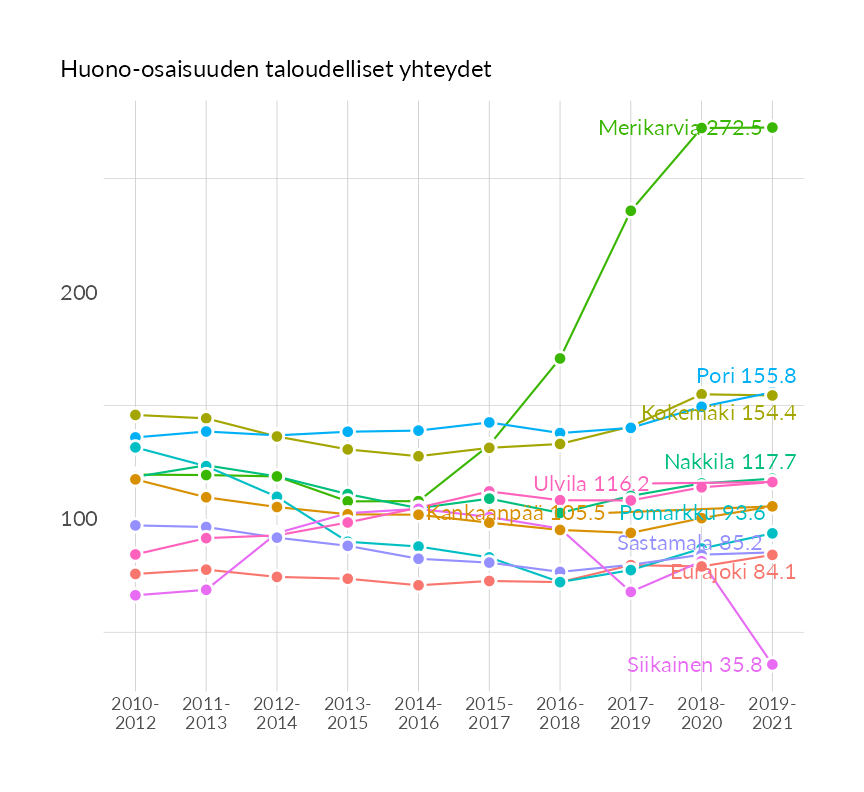 Huono-osaisuuden taloudelliset yhteydet
Merikarvia 272.5
200
Pori 155.8
Kokemäki 154.4
Nakkila 117.7
Ulvila 116.2
100
Kankaanpää 105.5
Pomarkku 93.6
Sastamala 85.2
Eurajoki 84.1
Siikainen 35.8
2010- 2011- 2012- 2013- 2014- 2015- 2016- 2017- 2018- 2019-
2012 2013 2014 2015 2016 2017 2018 2019 2020 2021